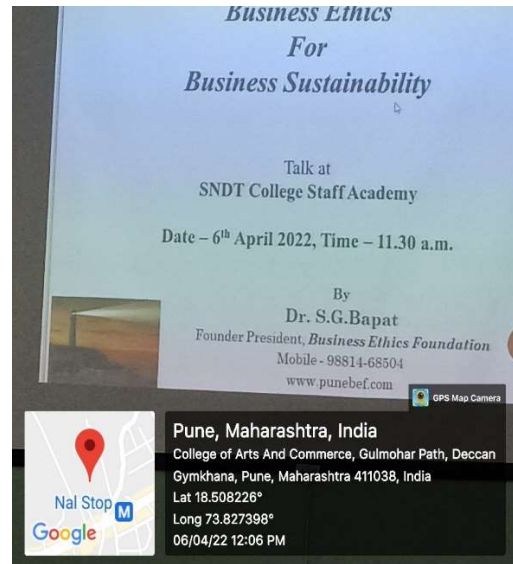 Business Ethics
For
Business Sustainability
Talk at
SNDT College Staff Academy
Date – 6th April 2022, Time – 11.30 a.m.
By
Dr. S.G.Bapat
Founder President, Business Ethics Foundation
Mobile - 98814-68504
www.punebef.com
GPS Map Camera
Nal Stop M
Google
Pune, Maharashtra, India
College of Arts And Commerce, Gulmohar Path, Deccan
Gymkhana, Pune, Maharashtra 411038, India
Lat 18.508226°
Long 73.827398°
06/04/22 12:06 PM